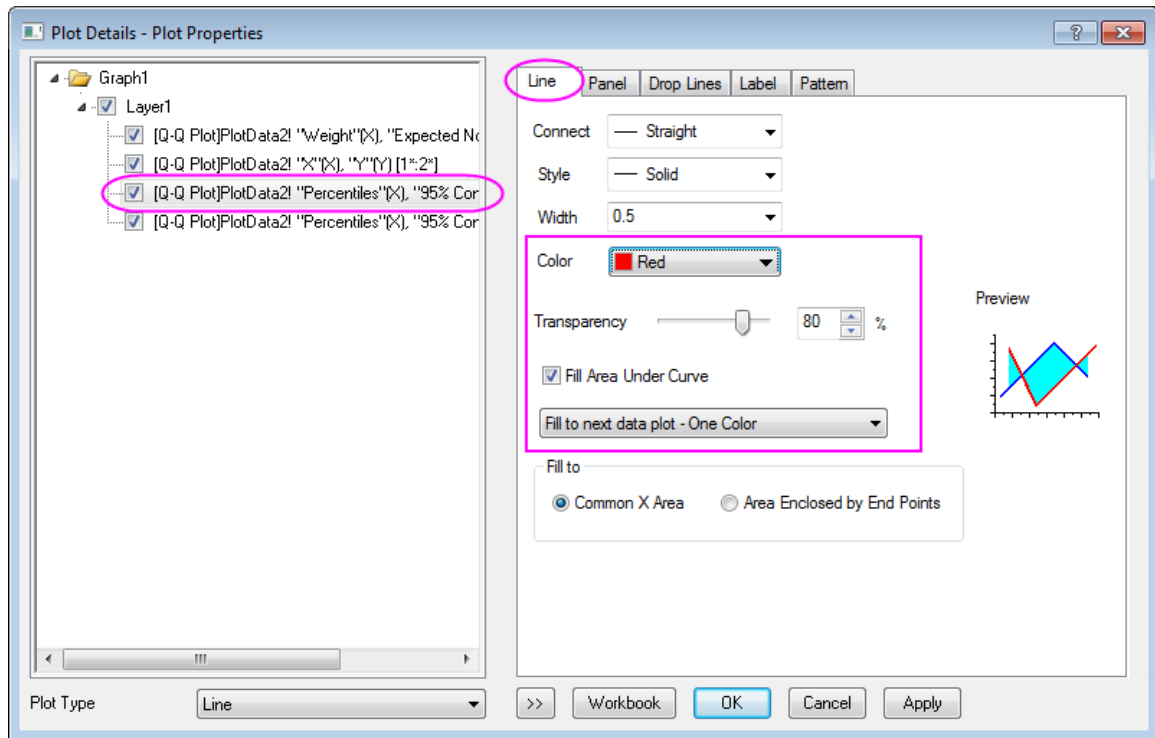 Plot Details - Plot Properties
Graph1
Layer1
[Q-Q Plot]PlotData2! "Weight"(X), "Expected No
[Q-Q Plot]PlotData2! "X"(X), "Y"(Y) [1*:2*]
[Q-Q Plot]PlotData2! "Percentiles"(X), "95% Con
[Q-Q Plot]PlotData2! "Percentiles"(X), "95% Con
Plot Type
Line
Line Panel Drop Lines Label Pattern
Connect Straight
Style Solid
Width 0.5
Color Red
Transparency 80 %
Fill Area Under Curve
Fill to next data plot - One Color
Fill to
Common X Area Area Enclosed by End Points
Preview
>> Workbook OK Cancel Apply